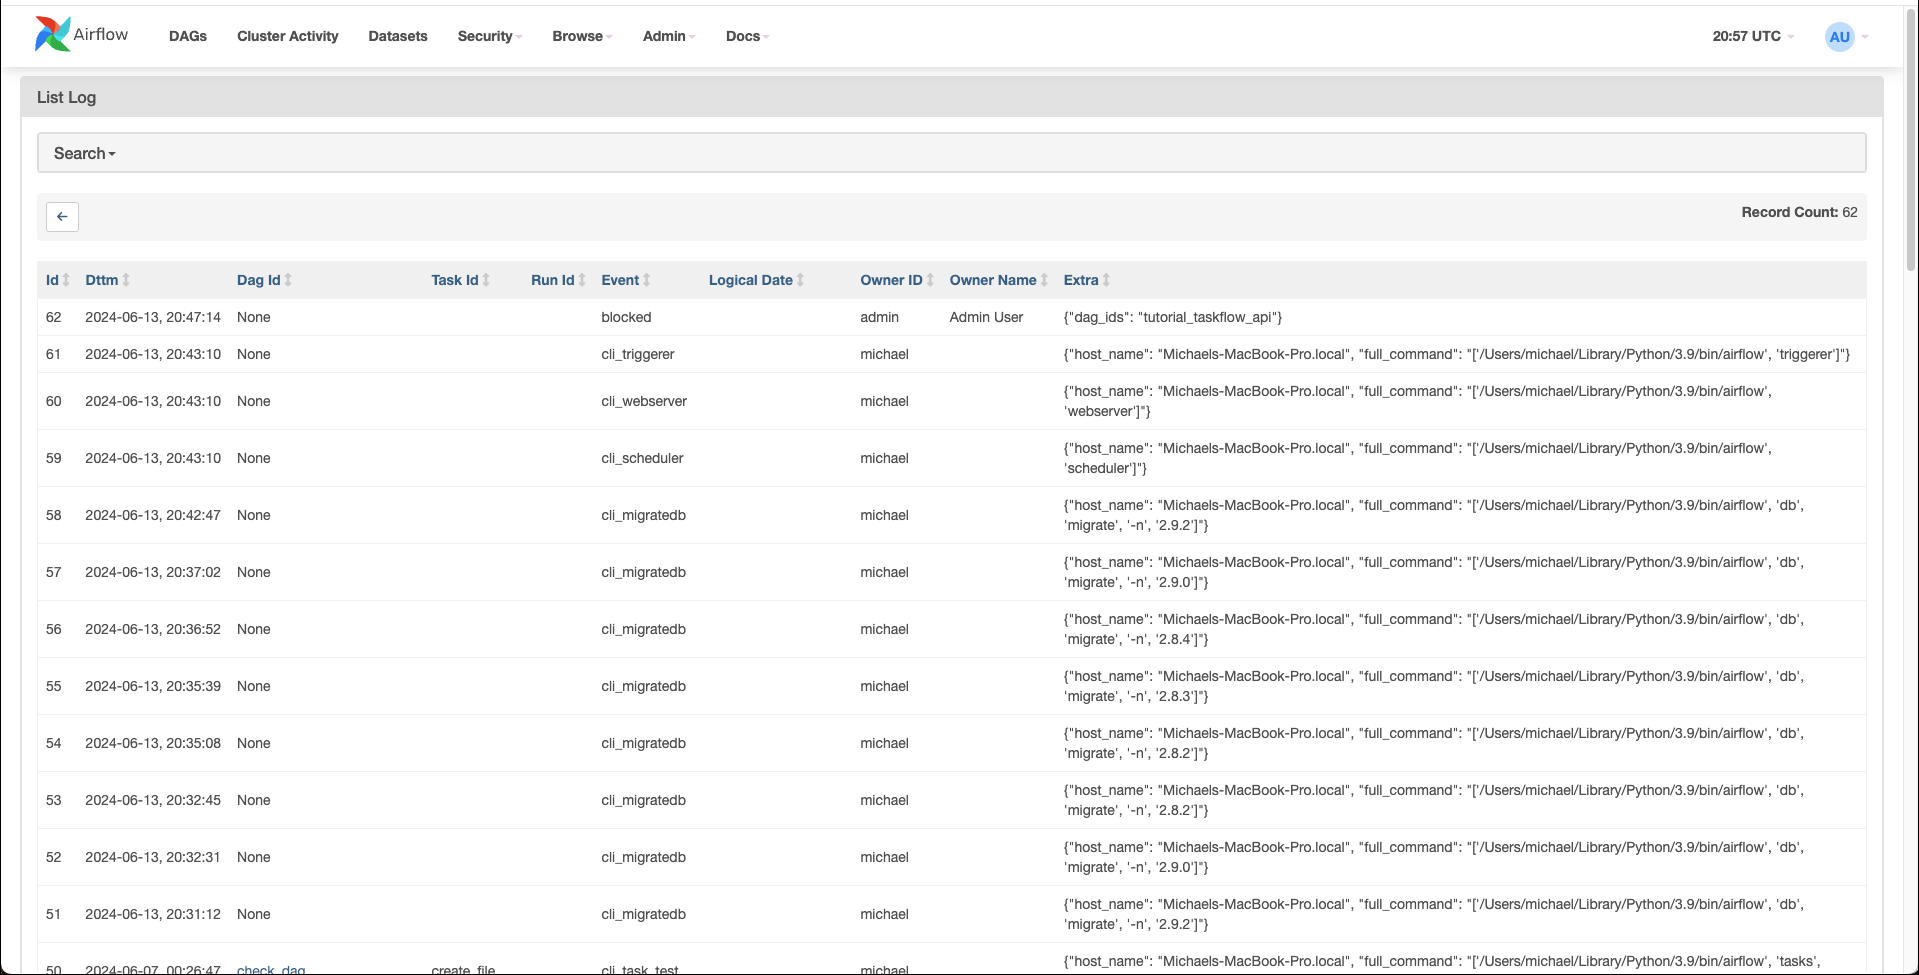 Airflow DAGs Cluster Activity Datasets Security Browse Admin Docs 20:57 UTC AU
List Log
Search
Record Count: 62
Id Dttm Dag Id Task Id Run Id Event Logical Date Owner ID Owner Name Extra
62 2024-06-13, 20:47:14 None blocked admin Admin User {"dag_ids": "tutorial_taskflow_api"}
61 2024-06-13, 20:43:10 None cli_triggerer michael {"host_name": "Michaels-MacBook-Pro.local", "full_command": "['/Users/michael/Library/Python/3.9/bin/airflow', 'triggerer']"}
60 2024-06-13, 20:43:10 None cli_webserver michael {"host_name": "Michaels-MacBook-Pro.local", "full_command": "['/Users/michael/Library/Python/3.9/bin/airflow',
'webserver']"}
59 2024-06-13, 20:43:10 None cli_scheduler michael {"host_name": "Michaels-MacBook-Pro.local", "full_command": "['/Users/michael/Library/Python/3.9/bin/airflow',
'scheduler']"}
58 2024-06-13, 20:42:47 None cli_migratedb michael {"host_name": "Michaels-MacBook-Pro.local", "full_command": "['/Users/michael/Library/Python/3.9/bin/airflow', 'db',
'migrate', '-n', '2.9.2']"}
57 2024-06-13, 20:37:02 None cli_migratedb michael {"host_name": "Michaels-MacBook-Pro.local", "full_command": "['/Users/michael/Library/Python/3.9/bin/airflow', 'db',
'migrate', '-n', '2.9.0']"}
56 2024-06-13, 20:36:52 None cli_migratedb michael {"host_name": "Michaels-MacBook-Pro.local", "full_command": "['/Users/michael/Library/Python/3.9/bin/airflow', 'db',
'migrate', '-n', '2.8.4']"}
55 2024-06-13, 20:35:39 None cli_migratedb michael {"host_name": "Michaels-MacBook-Pro.local", "full_command": "['/Users/michael/Library/Python/3.9/bin/airflow', 'db',
'migrate', '-n', '2.8.3']"}
54 2024-06-13, 20:35:08 None cli_migratedb michael {"host_name": "Michaels-MacBook-Pro.local", "full_command": "['/Users/michael/Library/Python/3.9/bin/airflow', 'db',
'migrate', '-n', '2.8.2']"}
53 2024-06-13, 20:32:45 None cli_migratedb michael {"host_name": "Michaels-MacBook-Pro.local", "full_command": "['/Users/michael/Library/Python/3.9/bin/airflow', 'db',
'migrate', '-n', '2.8.2']"}
52 2024-06-13, 20:32:31 None cli_migratedb michael {"host_name": "Michaels-MacBook-Pro.local", "full_command": "['/Users/michael/Library/Python/3.9/bin/airflow', 'db',
'migrate', '-n', '2.9.0']"}
51 2024-06-13, 20:31:12 None cli_migratedb michael {"host_name": "Michaels-MacBook-Pro.local", "full_command": "['/Users/michael/Library/Python/3.9/bin/airflow', 'db',
'migrate', '-n', '2.9.2']"}
50 2024-06-07, 00:26:47 check_dag create_file cli_task_test michael {"host_name": "Michaels-MacBook-Pro.local", "full_command": "['/Users/michael/Library/Python/3.9/bin/airflow', 'tasks',